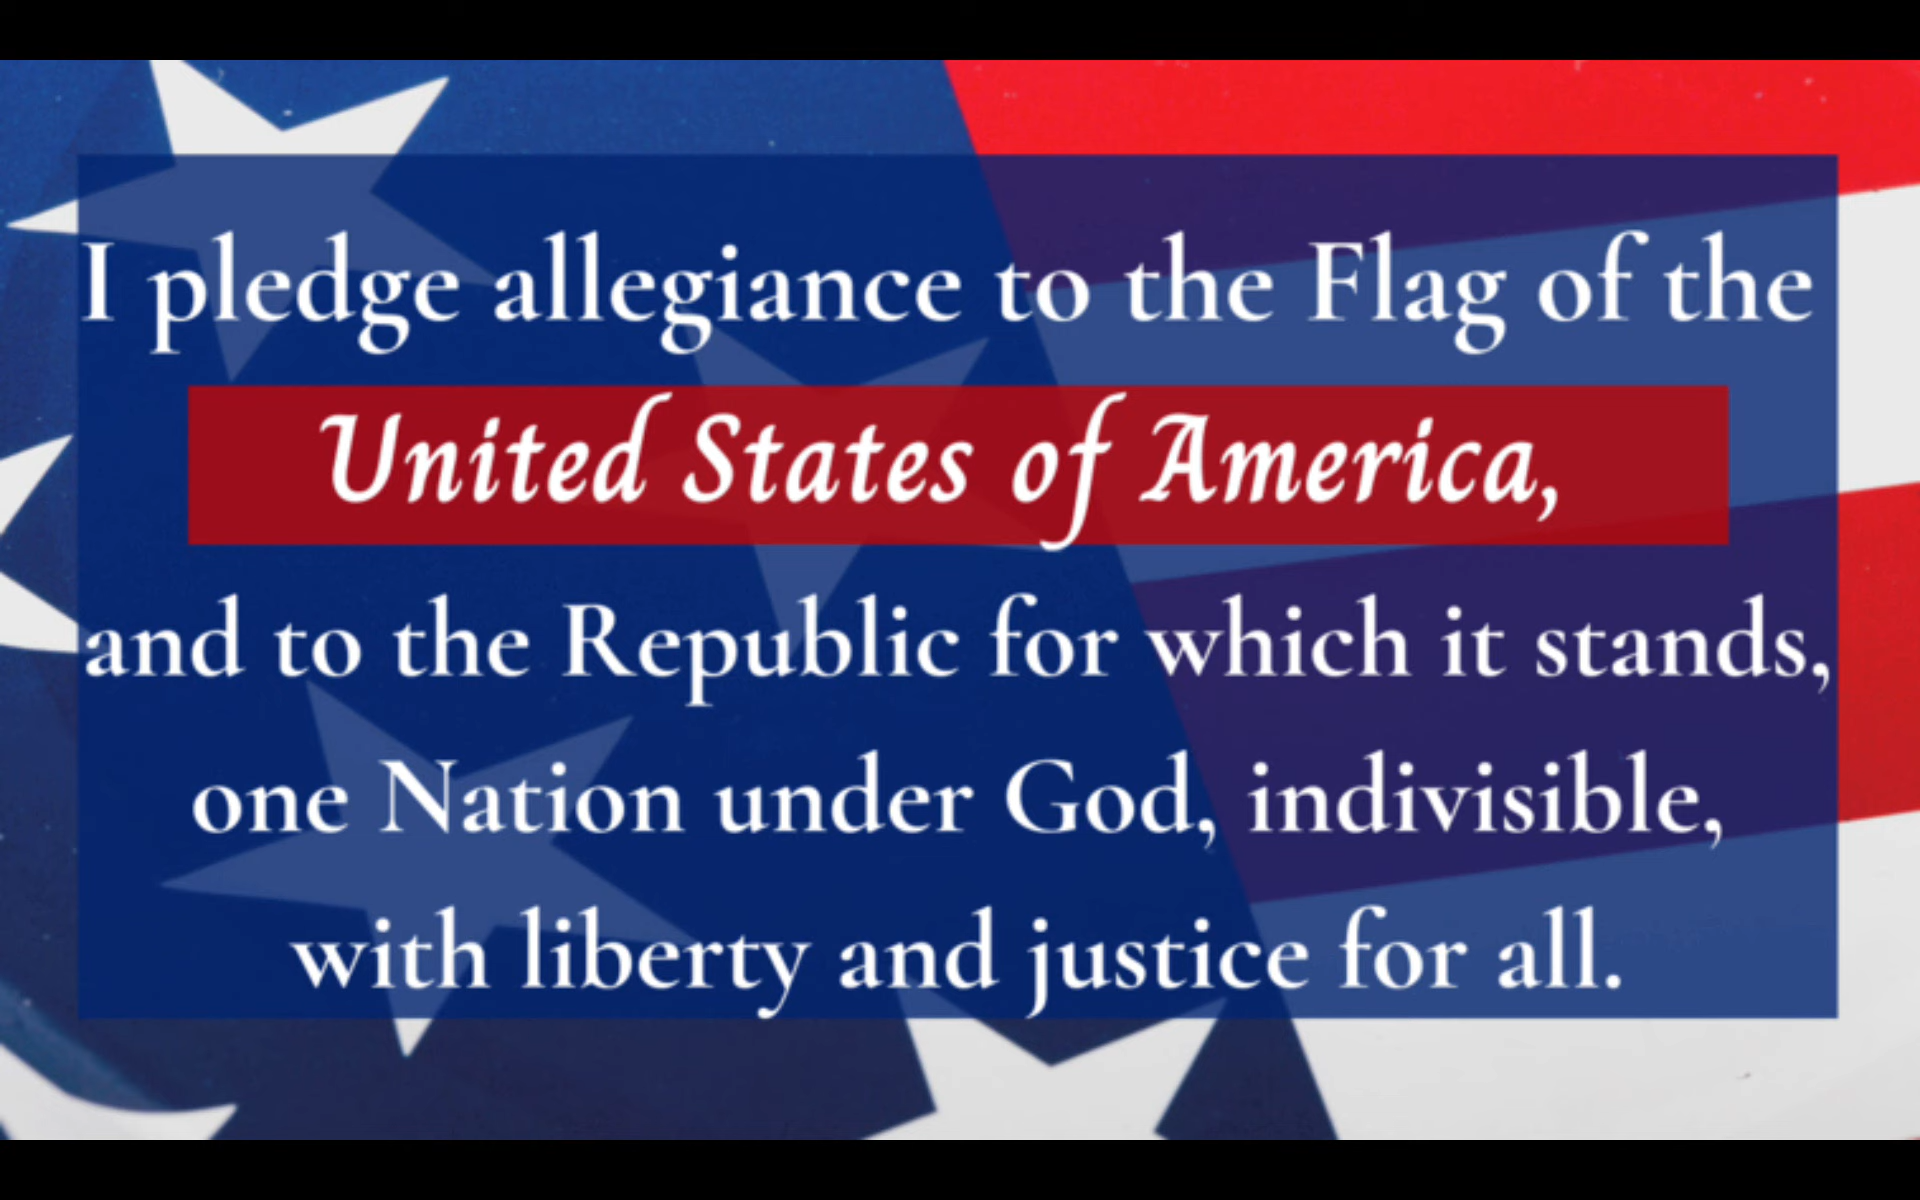 I pledge allegiance to the Flag of the
United States of America,
and to the Republic for which it stands,
one Nation under God, indivisible,
with liberty and justice for all.